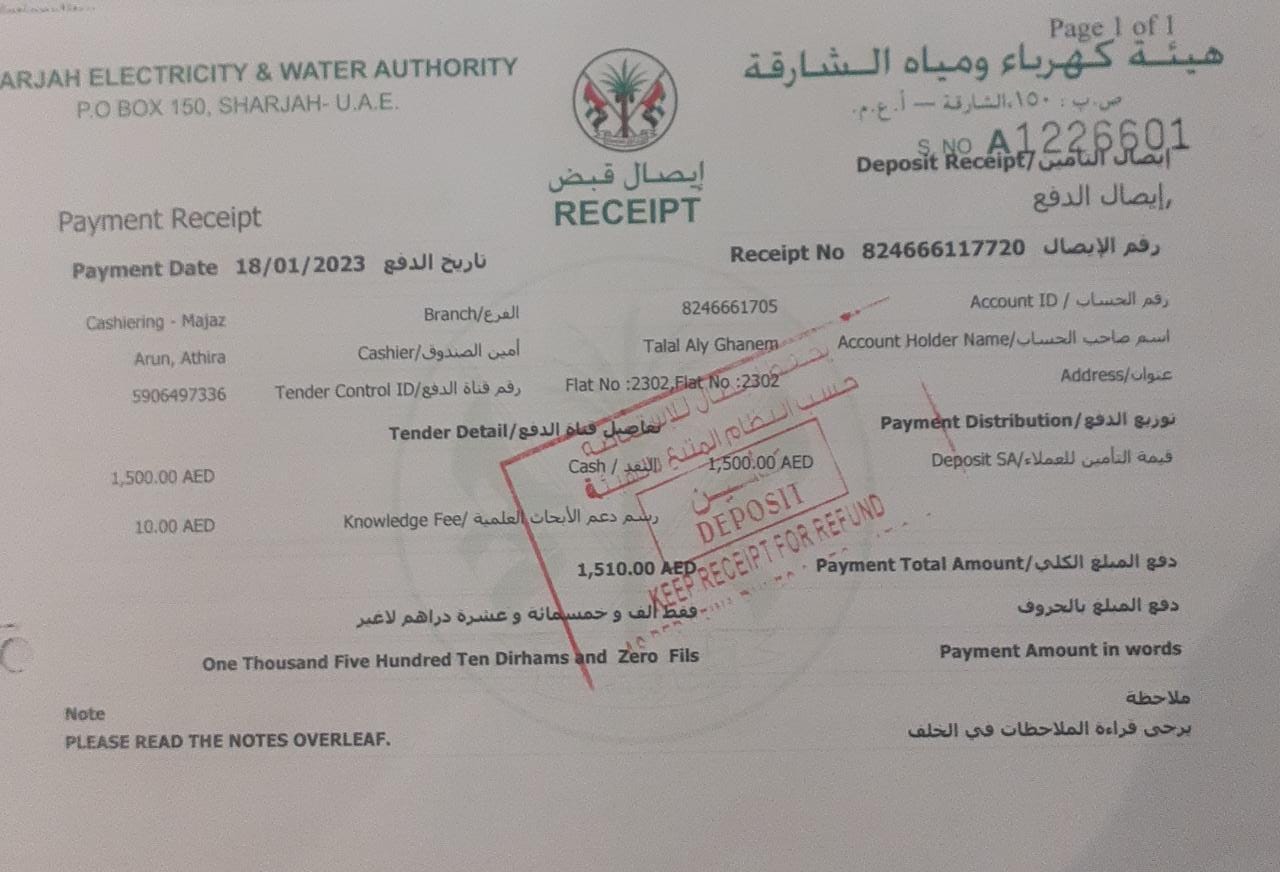 Page 1 of 1
ARJAH ELECTRICITY & WATER AUTHORITY
هيئة كهرباء ومياه الشارقة
P.O BOX 150, SHARJAH- U.A.E.
ص.ب : ١٥٠،الشارقة – أ.ع.م.
S. NO A1226601
Deposit Receipt/إيصال التأمين
إيصال قبض
RECEIPT
Payment Receipt
إيصال الدفع,
Payment Date 18/01/2023 تاريخ الدفع
Receipt No 824666117720 رقم الإيصال
Cashiering - Majaz Branch/الفرع 8246661705 Account ID / رقم الحساب
Arun, Athira Cashier/أمين الصندوق Talal Aly Ghanem Account Holder Name/اسم صاحب الحساب
5906497336 Tender Control ID/رقم قناة الدفع Flat No :2302,Flat No :2302 Address/عنوان
Tender Detail/تفاصيل قناة الدفع Payment Distribution/توزيع الدفع
1,500.00 AED Cash / النقد 1,500.00 AED Deposit SA/قيمة التأمين للعملاء
10.00 AED Knowledge Fee/ رسم دعم الأبحاث العلمية
DEPOSIT
KEEP RECEIPT FOR REFUND
1,510.00 AED Payment Total Amount/دفع المبلغ الكلي
فقط الف و خمسمائة و عشرة دراهم لاغير دفع المبلغ بالحروف
One Thousand Five Hundred Ten Dirhams and Zero Fils Payment Amount in words
Note ملاحظة
PLEASE READ THE NOTES OVERLEAF. يرجى قراءة الملاحظات في الخلف